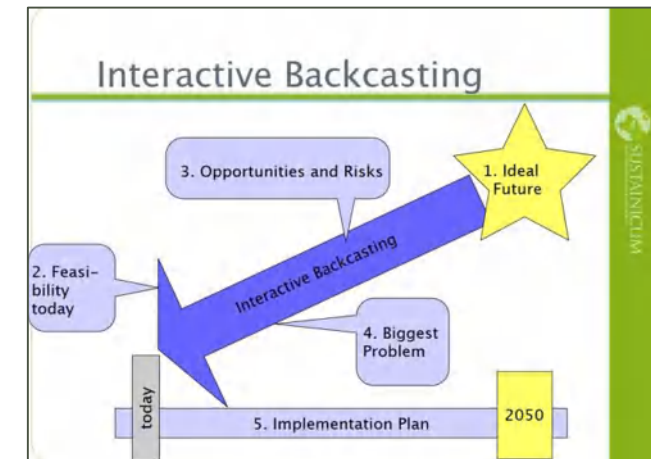 Interactive Backcasting
3. Opportunities and Risks
1. Ideal
Future
Interactive Backcasting
2. Feasi-
bility
today
4. Biggest
Problem
today
5. Implementation Plan
2050
SUSTAINICUM